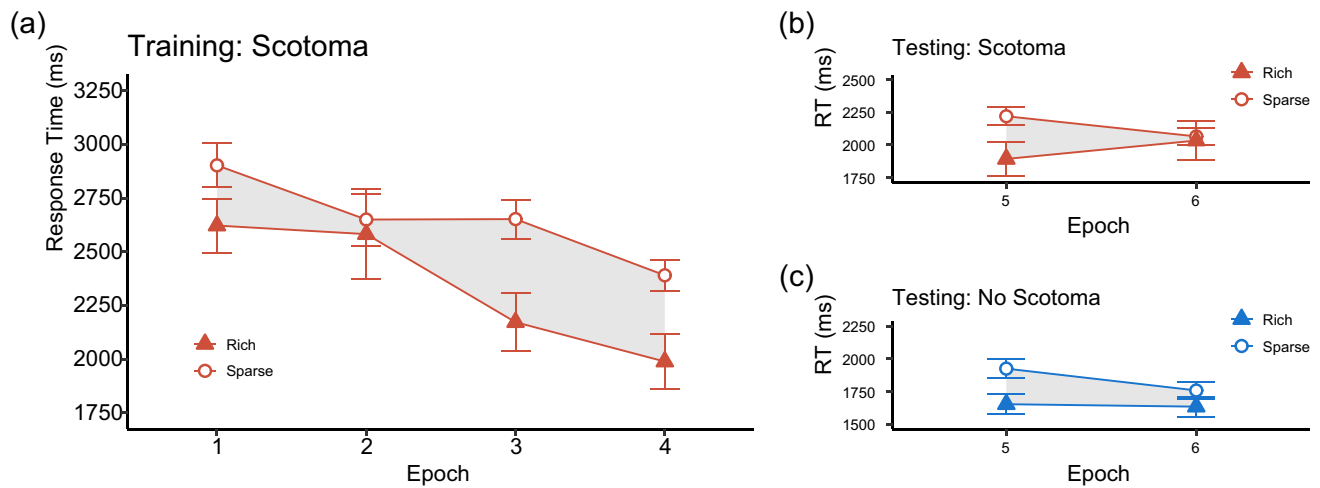 (a)
Training: Scotoma
Response Time (ms)
3250
3000
2750
2500
2250
2000
1750
Rich
Sparse
1 2 3 4
Epoch
(b)
Testing: Scotoma
RT (ms)
2500
2250
2000
1750
Rich
Sparse
5 6
Epoch
(c)
Testing: No Scotoma
RT (ms)
2250
2000
1750
1500
Rich
Sparse
5 6
Epoch